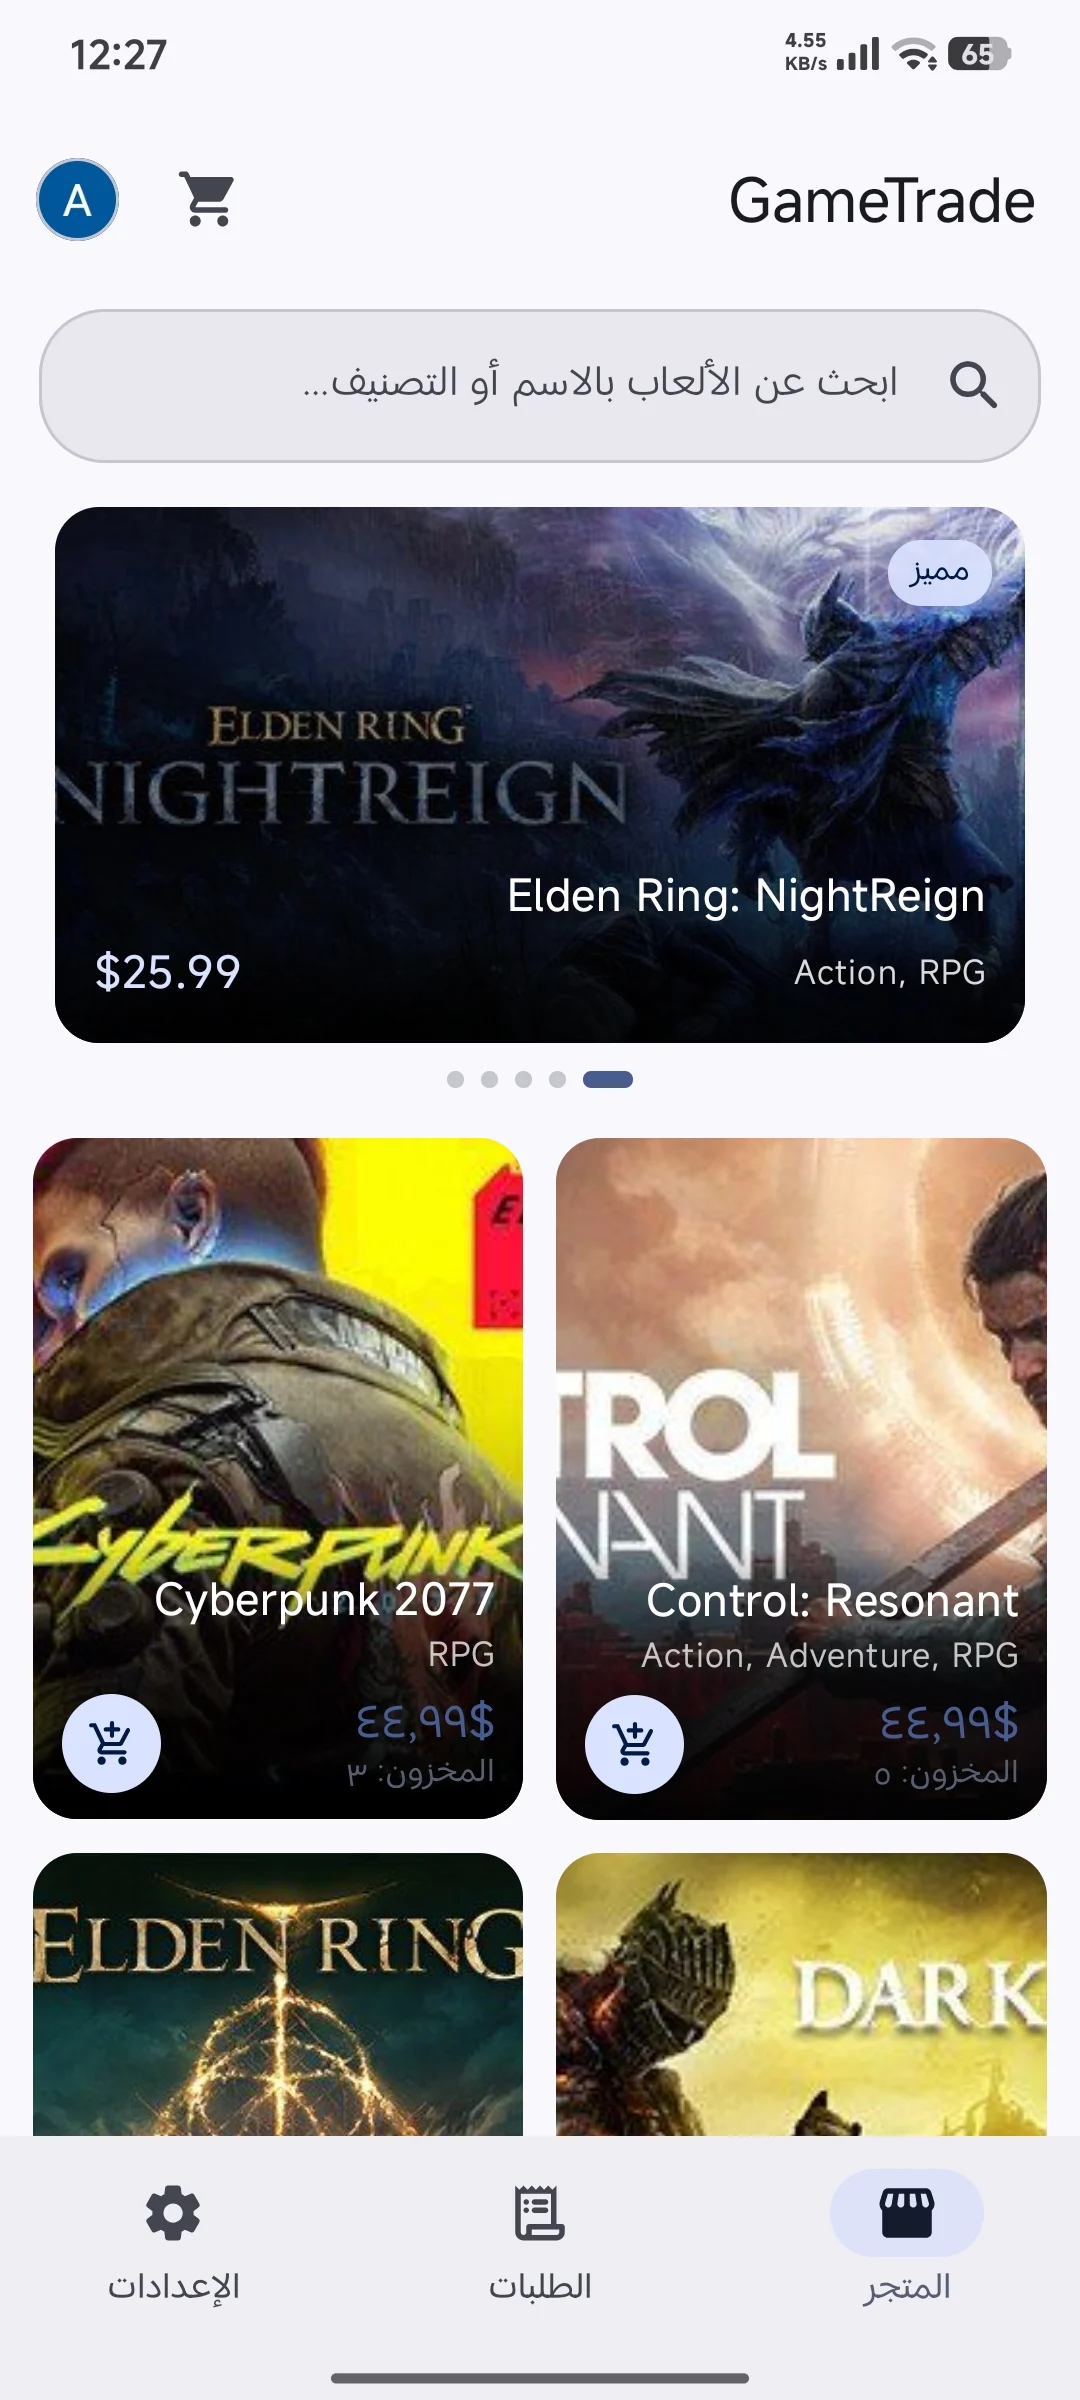 12:27
4.55
KB/s
65
A
GameTrade
ابحث عن الألعاب بالاسم أو التصنيف...
مميز
ELDEN RING
NIGHTREIGN
Elden Ring: NightReign
$25.99
Action, RPG
TROL
NANT
Control: Resonant
Action, Adventure, RPG
٤٤,٩٩$
المخزون: ٥
CYBERPUNK
Cyberpunk 2077
RPG
٤٤,٩٩$
المخزون: ٣
DARK
ELDEN RING
المتجر
الطلبات
الإعدادات